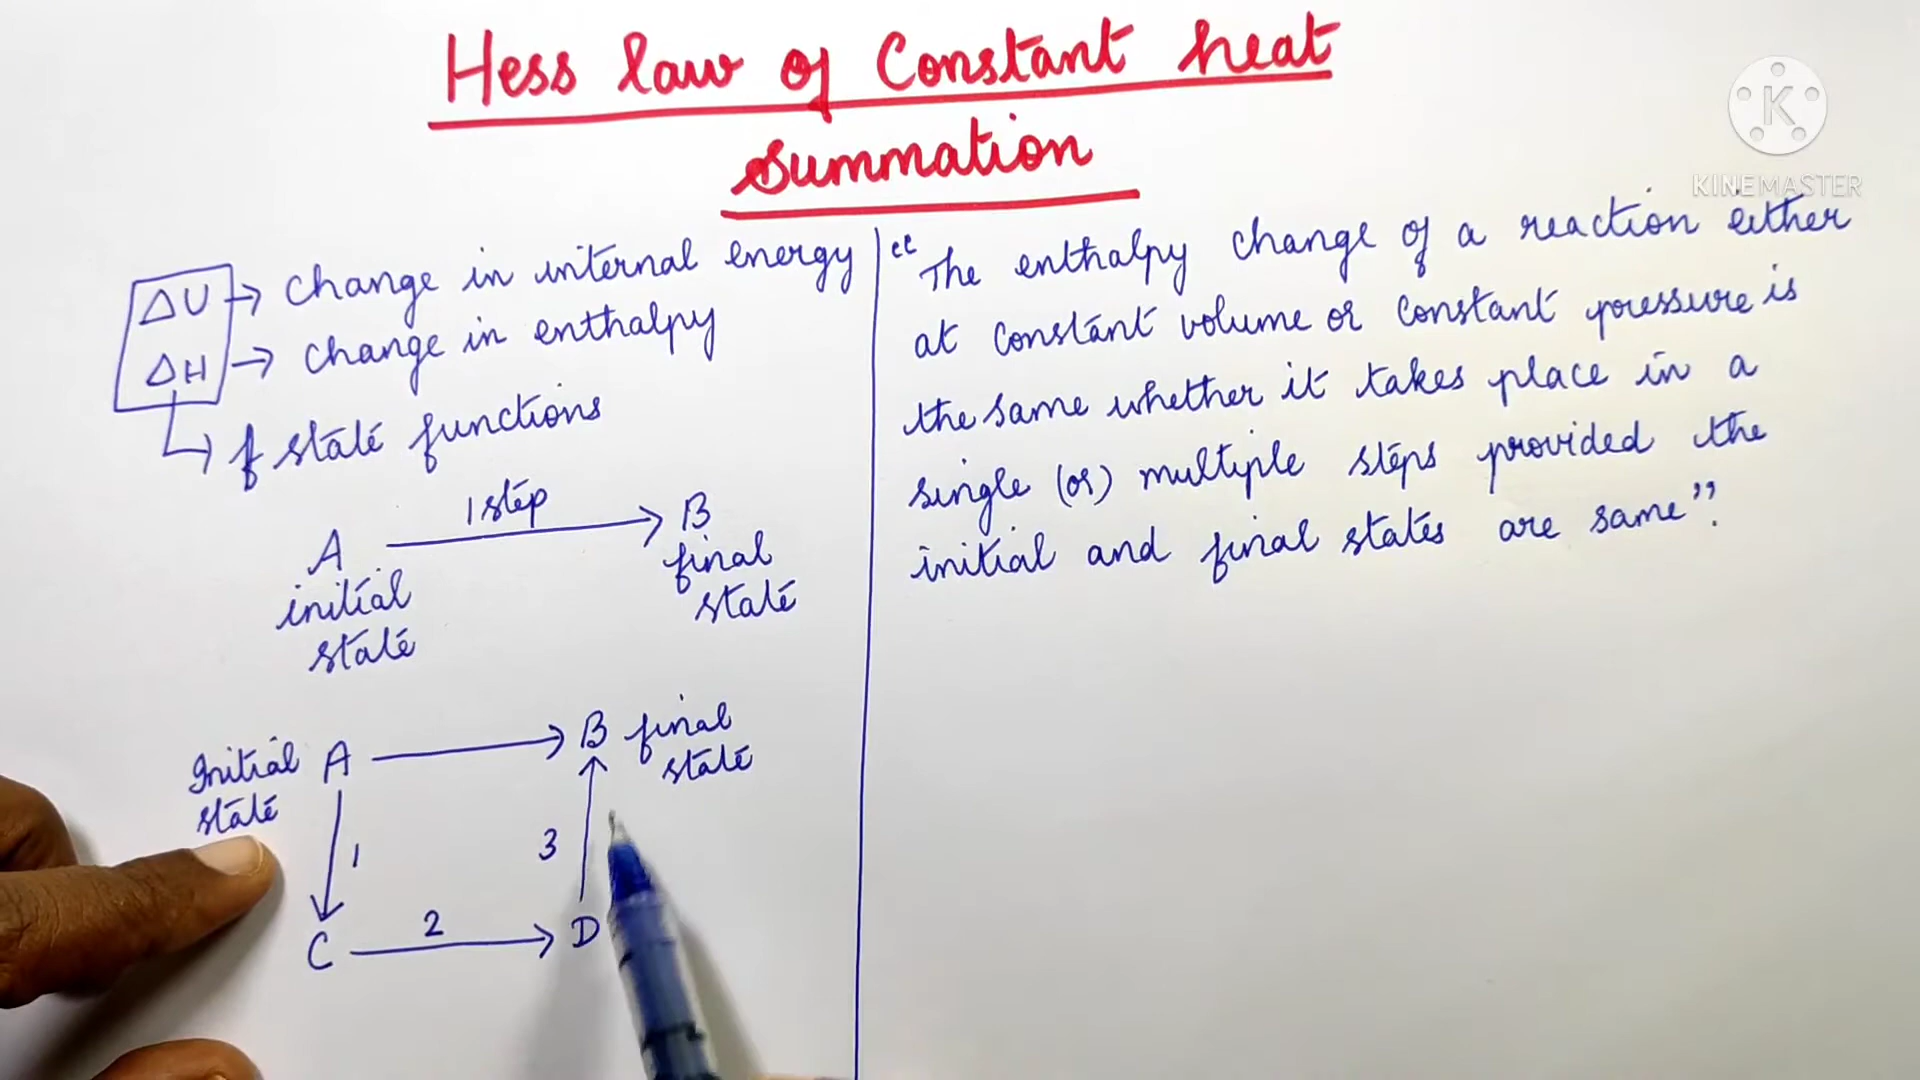 Hess law of Constant heat
summation
ΔU → change in internal energy
ΔH → change in enthalpy
↳ f state functions
1 step
A → B
initial
state
final
state
Initial
state
A → B
final
state
1
3
2
C → D
“The enthalpy change of a reaction either
at constant volume or constant pressure is
the same whether it takes place in a
single (or) multiple steps provided the
initial and final states are same”.
K
KINEMASTER